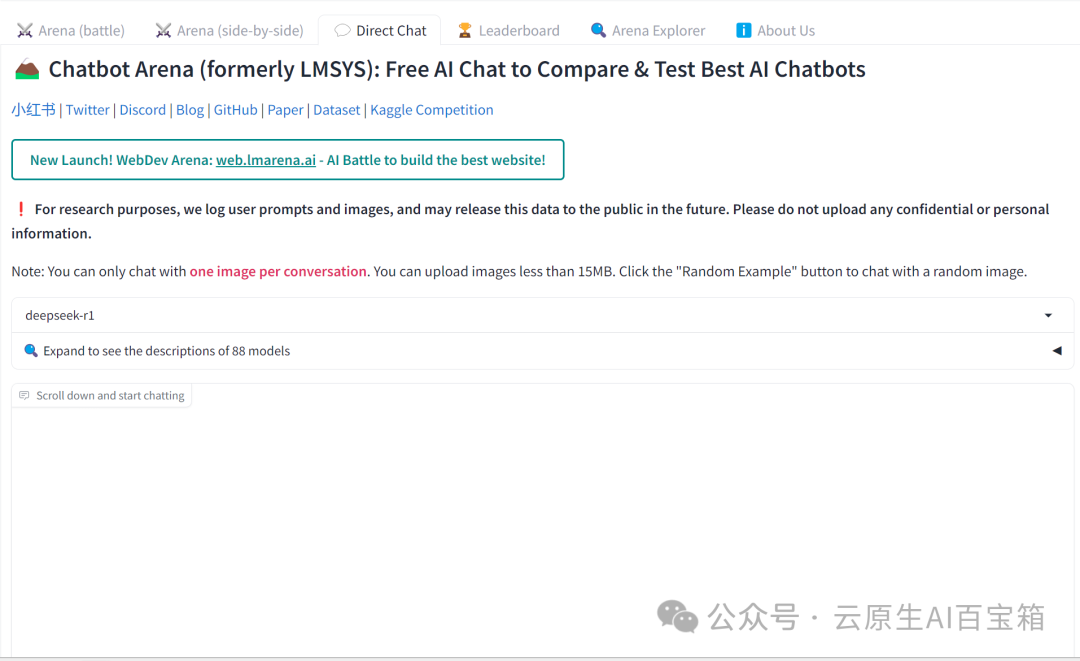 Arena (battle) Arena (side-by-side) Direct Chat Leaderboard Arena Explorer About Us
Chatbot Arena (formerly LMSYS): Free AI Chat to Compare & Test Best AI Chatbots
小红书 | Twitter | Discord | Blog | GitHub | Paper | Dataset | Kaggle Competition
New Launch! WebDev Arena: web.lmarena.ai - AI Battle to build the best website!
❗ For research purposes, we log user prompts and images, and may release this data to the public in the future. Please do not upload any confidential or personal
information.
Note: You can only chat with one image per conversation. You can upload images less than 15MB. Click the "Random Example" button to chat with a random image.
deepseek-r1
Expand to see the descriptions of 88 models
Scroll down and start chatting
公众号 · 云原生AI百宝箱